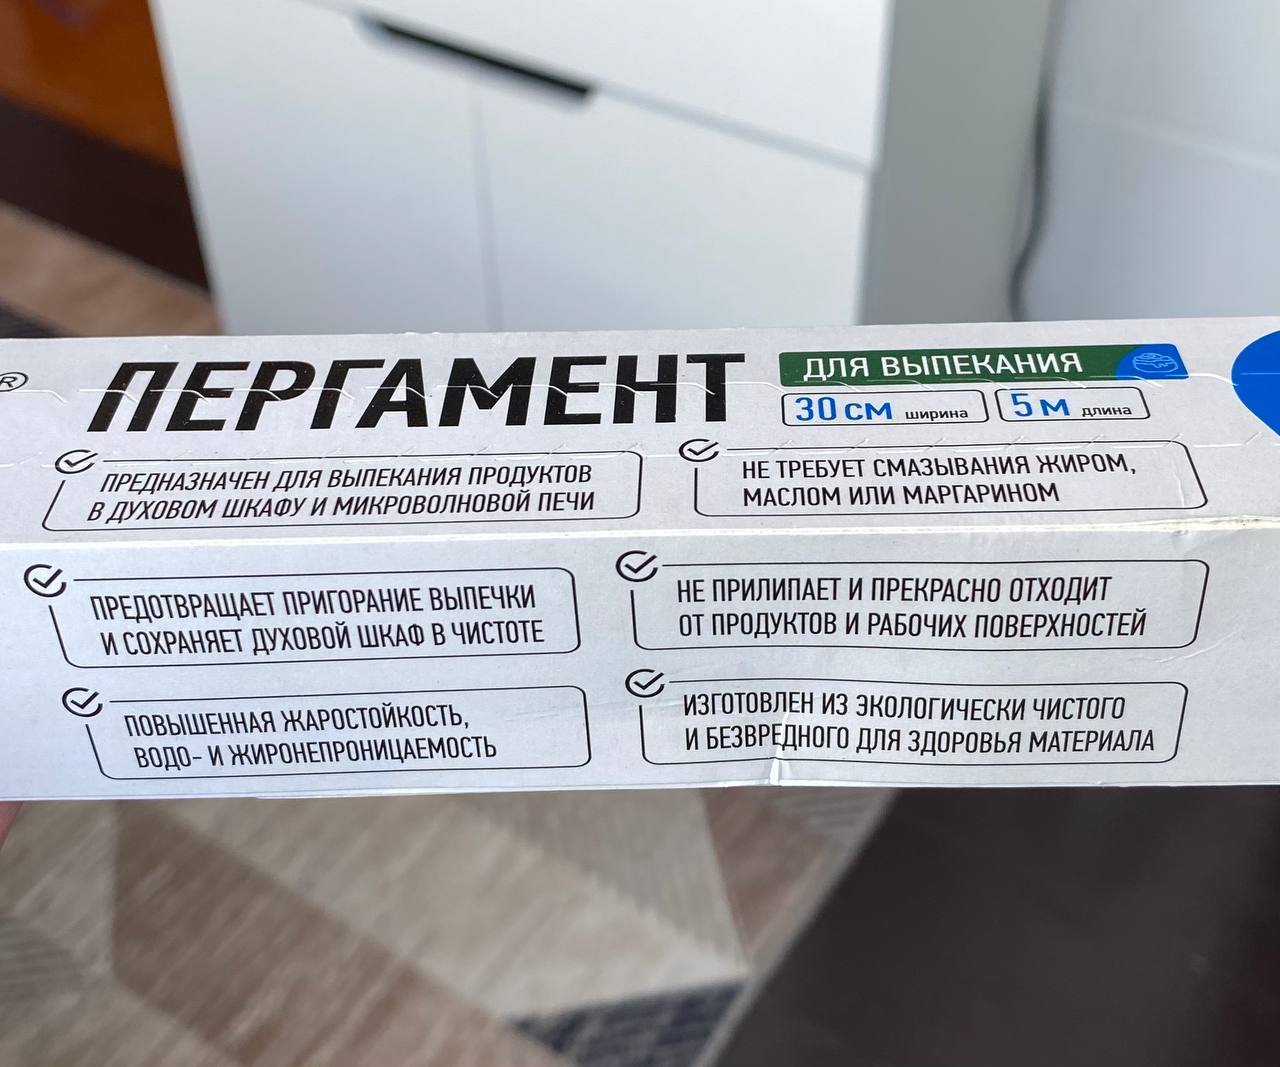 ®
ПЕРГАМЕНТ
ДЛЯ ВЫПЕКАНИЯ
30 см ширина
5 м длина
ПРЕДНАЗНАЧЕН ДЛЯ ВЫПЕКАНИЯ ПРОДУКТОВ
В ДУХОВОМ ШКАФУ И МИКРОВОЛНОВОЙ ПЕЧИ
НЕ ТРЕБУЕТ СМАЗЫВАНИЯ ЖИРОМ,
МАСЛОМ ИЛИ МАРГАРИНОМ
ПРЕДОТВРАЩАЕТ ПРИГОРАНИЕ ВЫПЕЧКИ
И СОХРАНЯЕТ ДУХОВОЙ ШКАФ В ЧИСТОТЕ
НЕ ПРИЛИПАЕТ И ПРЕКРАСНО ОТХОДИТ
ОТ ПРОДУКТОВ И РАБОЧИХ ПОВЕРХНОСТЕЙ
ПОВЫШЕННАЯ ЖАРОСТОЙКОСТЬ,
ВОДО- И ЖИРОНЕПРОНИЦАЕМОСТЬ
ИЗГОТОВЛЕН ИЗ ЭКОЛОГИЧЕСКИ ЧИСТОГО
И БЕЗВРЕДНОГО ДЛЯ ЗДОРОВЬЯ МАТЕРИАЛА